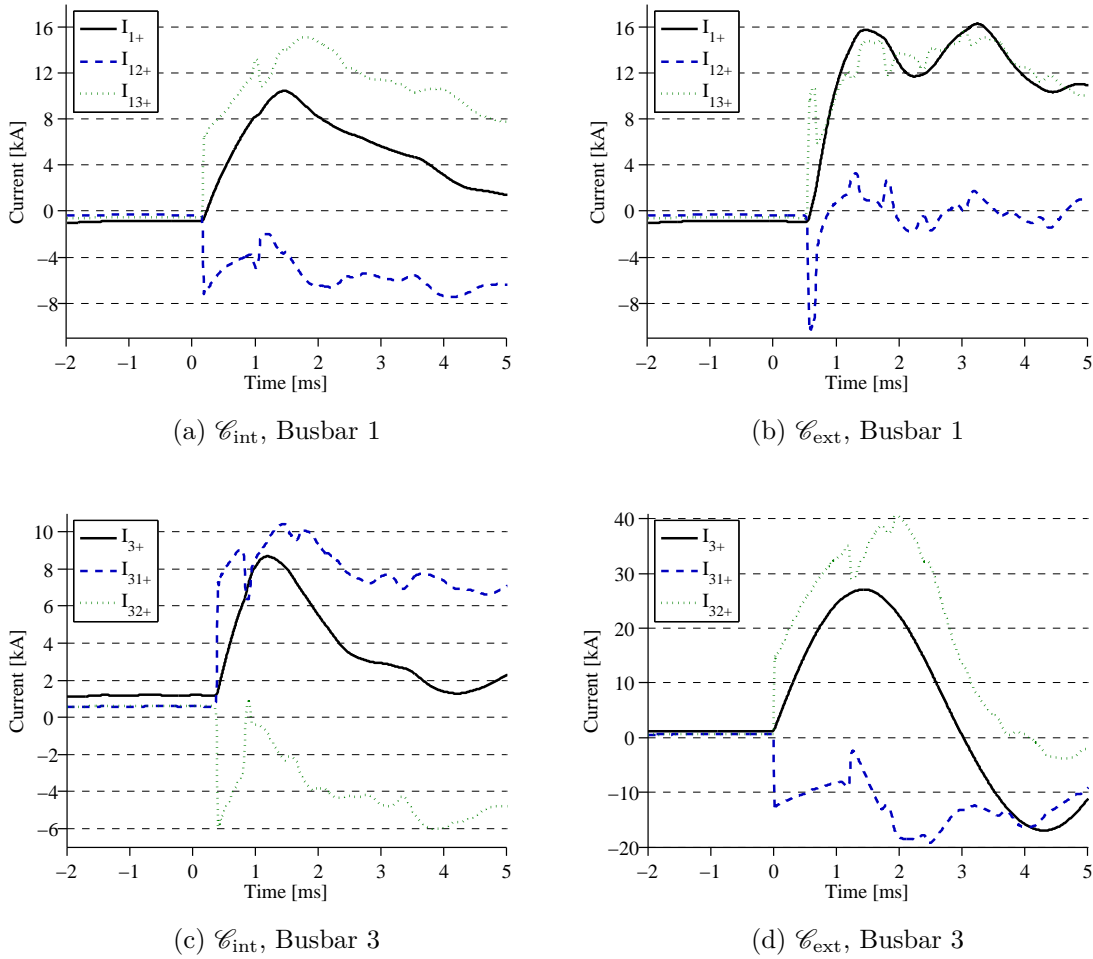 16
12
8
4
0
−4
−8
Current [kA]
I1+
I12+
I13+
−2 −1 0 1 2 3 4 5
Time [ms]
(a) 𝒞int, Busbar 1
16
12
8
4
0
−4
−8
Current [kA]
I1+
I12+
I13+
−2 −1 0 1 2 3 4 5
Time [ms]
(b) 𝒞ext, Busbar 1
10
8
6
4
2
0
−2
−4
−6
Current [kA]
I3+
I31+
I32+
−2 −1 0 1 2 3 4 5
Time [ms]
(c) 𝒞int, Busbar 3
40
30
20
10
0
−10
−20
Current [kA]
I3+
I31+
I32+
−2 −1 0 1 2 3 4 5
Time [ms]
(d) 𝒞ext, Busbar 3